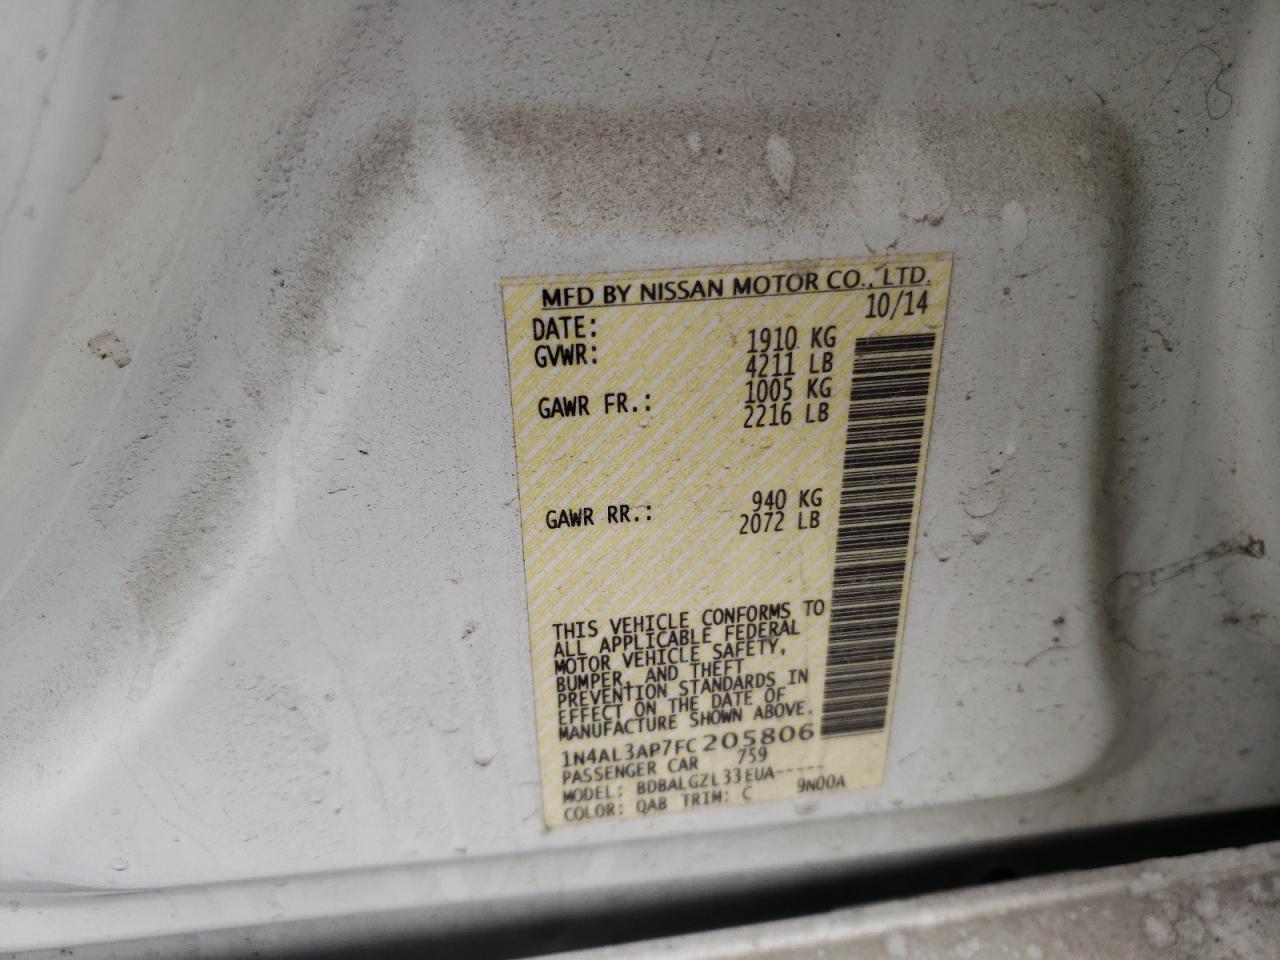 MFD BY NISSAN MOTOR CO., LTD.
DATE: 10/14
GVWR: 1910 KG
4211 LB
GAWR FR.: 1005 KG
2216 LB
GAWR RR.: 940 KG
2072 LB
THIS VEHICLE CONFORMS TO
ALL APPLICABLE FEDERAL
MOTOR VEHICLE SAFETY,
BUMPER, AND THEFT
PREVENTION STANDARDS IN
EFFECT ON THE DATE OF
MANUFACTURE SHOWN ABOVE.
1N4AL3AP7FC205806
PASSENGER CAR 759
MODEL: BDBALGZL33EUA-----
COLOR: QAB TRIM: C 9N00A